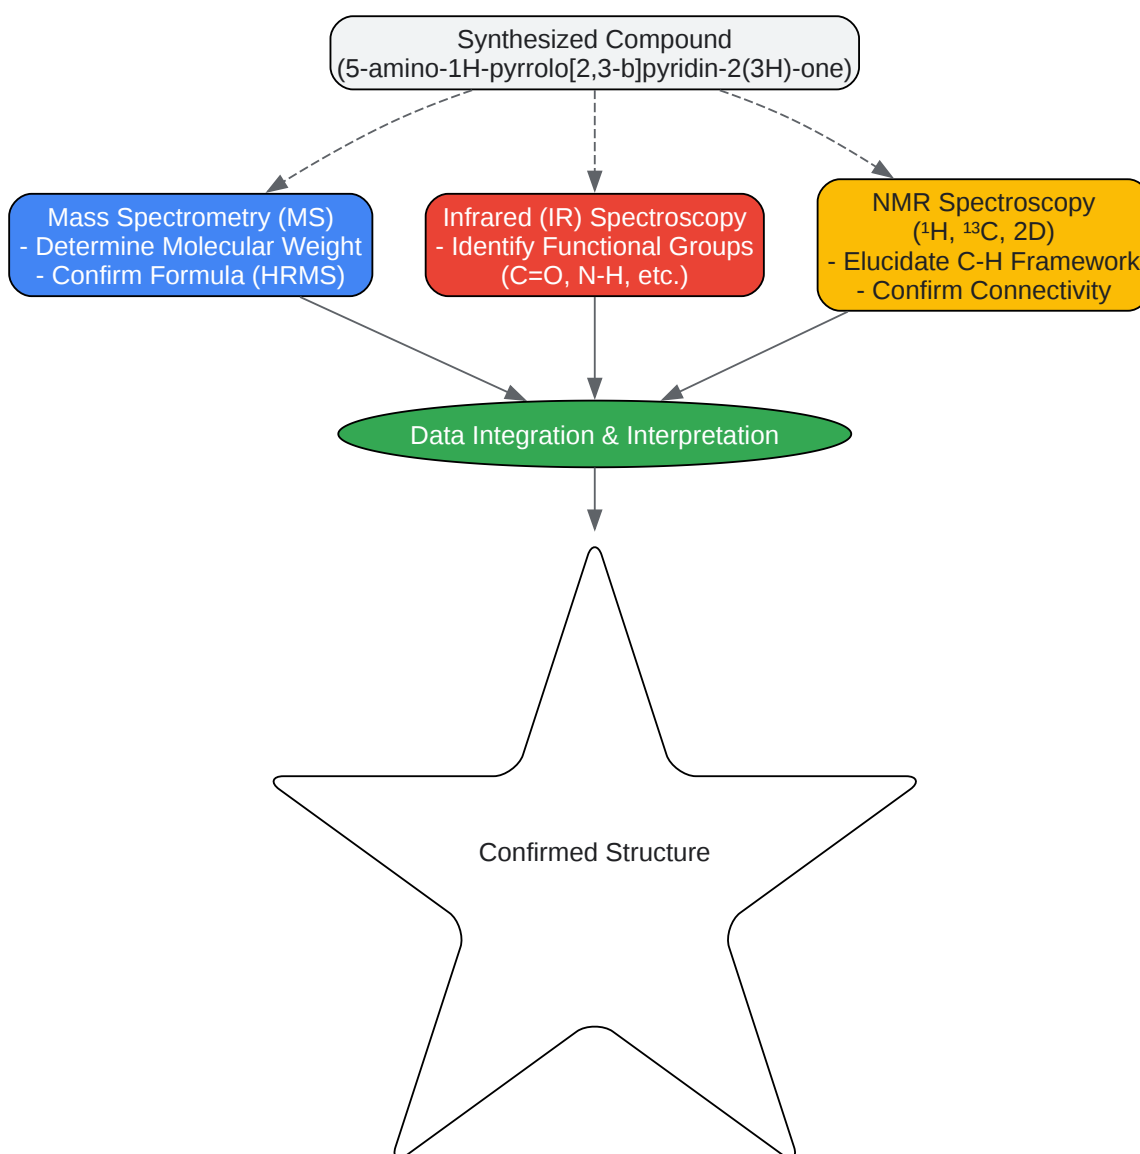 Synthesized Compound
(5-amino-1H-pyrrolo[2,3-b]pyridin-2(3H)-one)
Mass Spectrometry (MS)
- Determine Molecular Weight
- Confirm Formula (HRMS)
Infrared (IR) Spectroscopy
- Identify Functional Groups
(C=O, N-H, etc.)
NMR Spectroscopy
(¹H, ¹³C, 2D)
- Elucidate C-H Framework
- Confirm Connectivity
Data Integration & Interpretation
Confirmed Structure